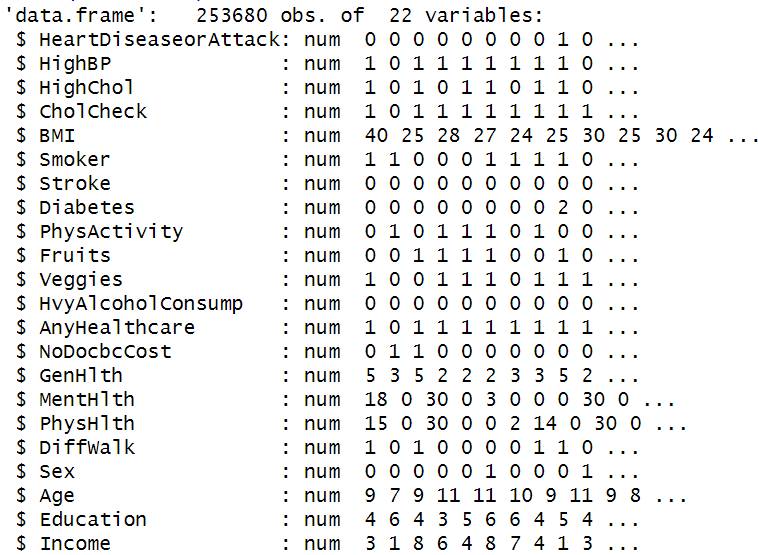 'data.frame':   253680 obs. of  22 variables:
 $ HeartDiseaseorAttack: num  0 0 0 0 0 0 0 0 1 0 ...
 $ HighBP              : num  1 0 1 1 1 1 1 1 1 0 ...
 $ HighChol            : num  1 0 1 0 1 1 0 1 1 0 ...
 $ CholCheck           : num  1 0 1 1 1 1 1 1 1 1 ...
 $ BMI                 : num  40 25 28 27 24 25 30 25 30 24 ...
 $ Smoker              : num  1 1 0 0 0 1 1 1 1 0 ...
 $ Stroke              : num  0 0 0 0 0 0 0 0 0 0 ...
 $ Diabetes            : num  0 0 0 0 0 0 0 0 2 0 ...
 $ PhysActivity        : num  0 1 0 1 1 1 0 1 0 0 ...
 $ Fruits              : num  0 0 1 1 1 1 0 0 1 0 ...
 $ Veggies             : num  1 0 0 1 1 1 0 1 1 1 ...
 $ HvyAlcoholConsump   : num  0 0 0 0 0 0 0 0 0 0 ...
 $ AnyHealthcare       : num  1 0 1 1 1 1 1 1 1 1 ...
 $ NoDocbcCost         : num  0 1 1 0 0 0 0 0 0 0 ...
 $ GenHlth             : num  5 3 5 2 2 2 3 3 5 2 ...
 $ MentHlth            : num  18 0 30 0 3 0 0 0 30 0 ...
 $ PhysHlth            : num  15 0 30 0 0 2 14 0 30 0 ...
 $ DiffWalk            : num  1 0 1 0 0 0 0 1 1 0 ...
 $ Sex                 : num  0 0 0 0 0 1 0 0 0 1 ...
 $ Age                 : num  9 7 9 11 11 10 9 11 9 8 ...
 $ Education           : num  4 6 4 3 5 6 6 4 5 4 ...
 $ Income              : num  3 1 8 6 4 8 7 4 1 3 ...